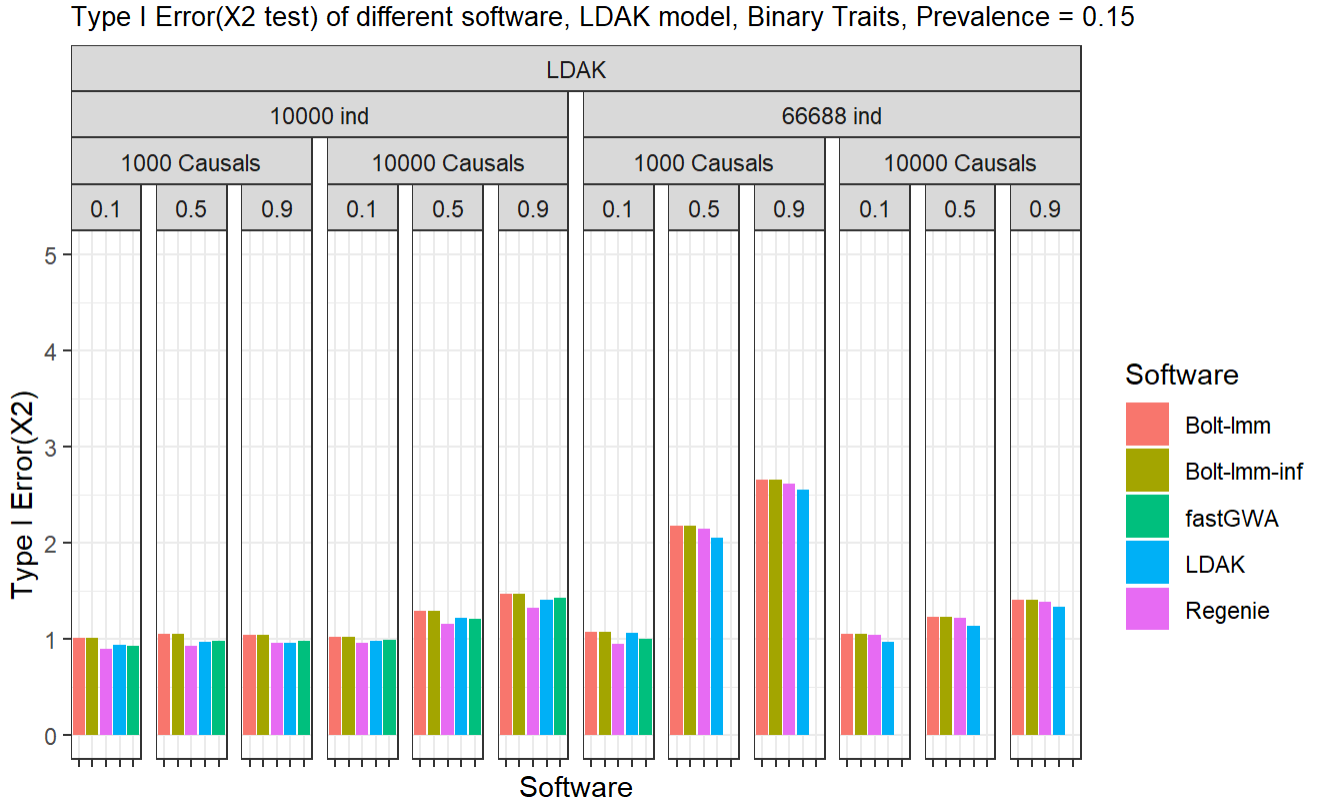 Type I Error(X2 test) of different software, LDAK model, Binary Traits, Prevalence = 0.15
LDAK
10000 ind 66688 ind
1000 Causals 10000 Causals 1000 Causals 10000 Causals
0.1 0.5 0.9 0.1 0.5 0.9 0.1 0.5 0.9 0.1 0.5 0.9
5
4
3
2
1
0
Type I Error(X2)
Software
Software
Bolt-lmm
Bolt-lmm-inf
fastGWA
LDAK
Regenie